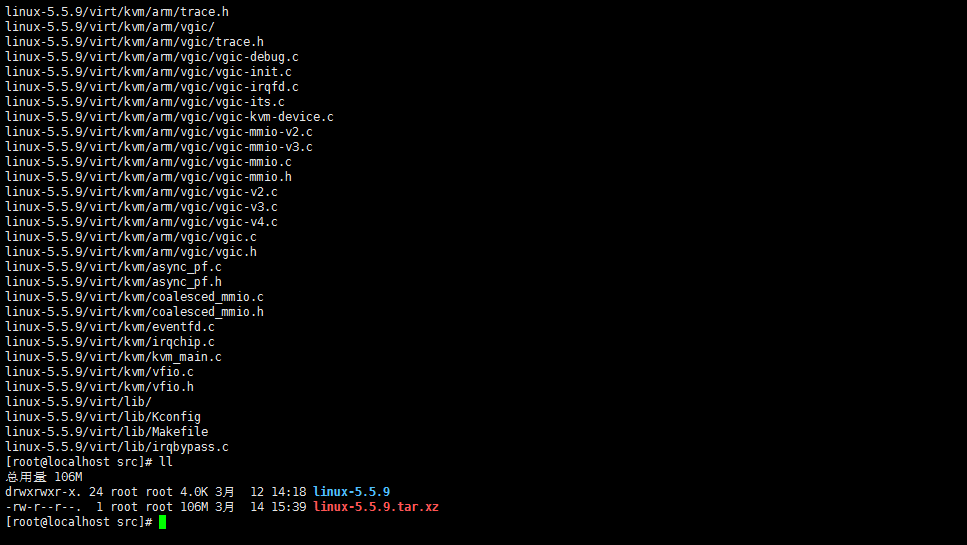 linux-5.5.9/virt/kvm/arm/trace.h
linux-5.5.9/virt/kvm/arm/vgic/
linux-5.5.9/virt/kvm/arm/vgic/trace.h
linux-5.5.9/virt/kvm/arm/vgic/vgic-debug.c
linux-5.5.9/virt/kvm/arm/vgic/vgic-init.c
linux-5.5.9/virt/kvm/arm/vgic/vgic-irqfd.c
linux-5.5.9/virt/kvm/arm/vgic/vgic-its.c
linux-5.5.9/virt/kvm/arm/vgic/vgic-kvm-device.c
linux-5.5.9/virt/kvm/arm/vgic/vgic-mmio-v2.c
linux-5.5.9/virt/kvm/arm/vgic/vgic-mmio-v3.c
linux-5.5.9/virt/kvm/arm/vgic/vgic-mmio.c
linux-5.5.9/virt/kvm/arm/vgic/vgic-mmio.h
linux-5.5.9/virt/kvm/arm/vgic/vgic-v2.c
linux-5.5.9/virt/kvm/arm/vgic/vgic-v3.c
linux-5.5.9/virt/kvm/arm/vgic/vgic-v4.c
linux-5.5.9/virt/kvm/arm/vgic/vgic.c
linux-5.5.9/virt/kvm/arm/vgic/vgic.h
linux-5.5.9/virt/kvm/async_pf.c
linux-5.5.9/virt/kvm/async_pf.h
linux-5.5.9/virt/kvm/coalesced_mmio.c
linux-5.5.9/virt/kvm/coalesced_mmio.h
linux-5.5.9/virt/kvm/eventfd.c
linux-5.5.9/virt/kvm/irqchip.c
linux-5.5.9/virt/kvm/kvm_main.c
linux-5.5.9/virt/kvm/vfio.c
linux-5.5.9/virt/kvm/vfio.h
linux-5.5.9/virt/lib/
linux-5.5.9/virt/lib/Kconfig
linux-5.5.9/virt/lib/Makefile
linux-5.5.9/virt/lib/irqbypass.c
[root@localhost src]# ll
总用量 106M
drwxrwxr-x. 24 root root 4.0K 3月  12 14:18 linux-5.5.9
-rw-r--r--.  1 root root 106M 3月  14 15:39 linux-5.5.9.tar.xz
[root@localhost src]#